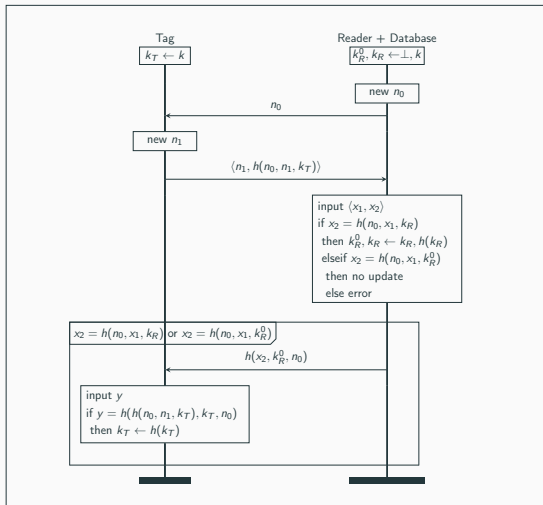 Tag
Reader + Database
k_T ← k
k_R^0, k_R ←⊥, k
new n_0
n_0
new n_1
⟨n_1, h(n_0, n_1, k_T)⟩
input ⟨x_1, x_2⟩
if x_2 = h(n_0, x_1, k_R)
then k_R^0, k_R ← k_R, h(k_R)
elseif x_2 = h(n_0, x_1, k_R^0)
then no update
else error
x_2 = h(n_0, x_1, k_R) or x_2 = h(n_0, x_1, k_R^0)
h(x_2, k_R^0, n_0)
input y
if y = h(h(n_0, n_1, k_T), k_T, n_0)
then k_T ← h(k_T)